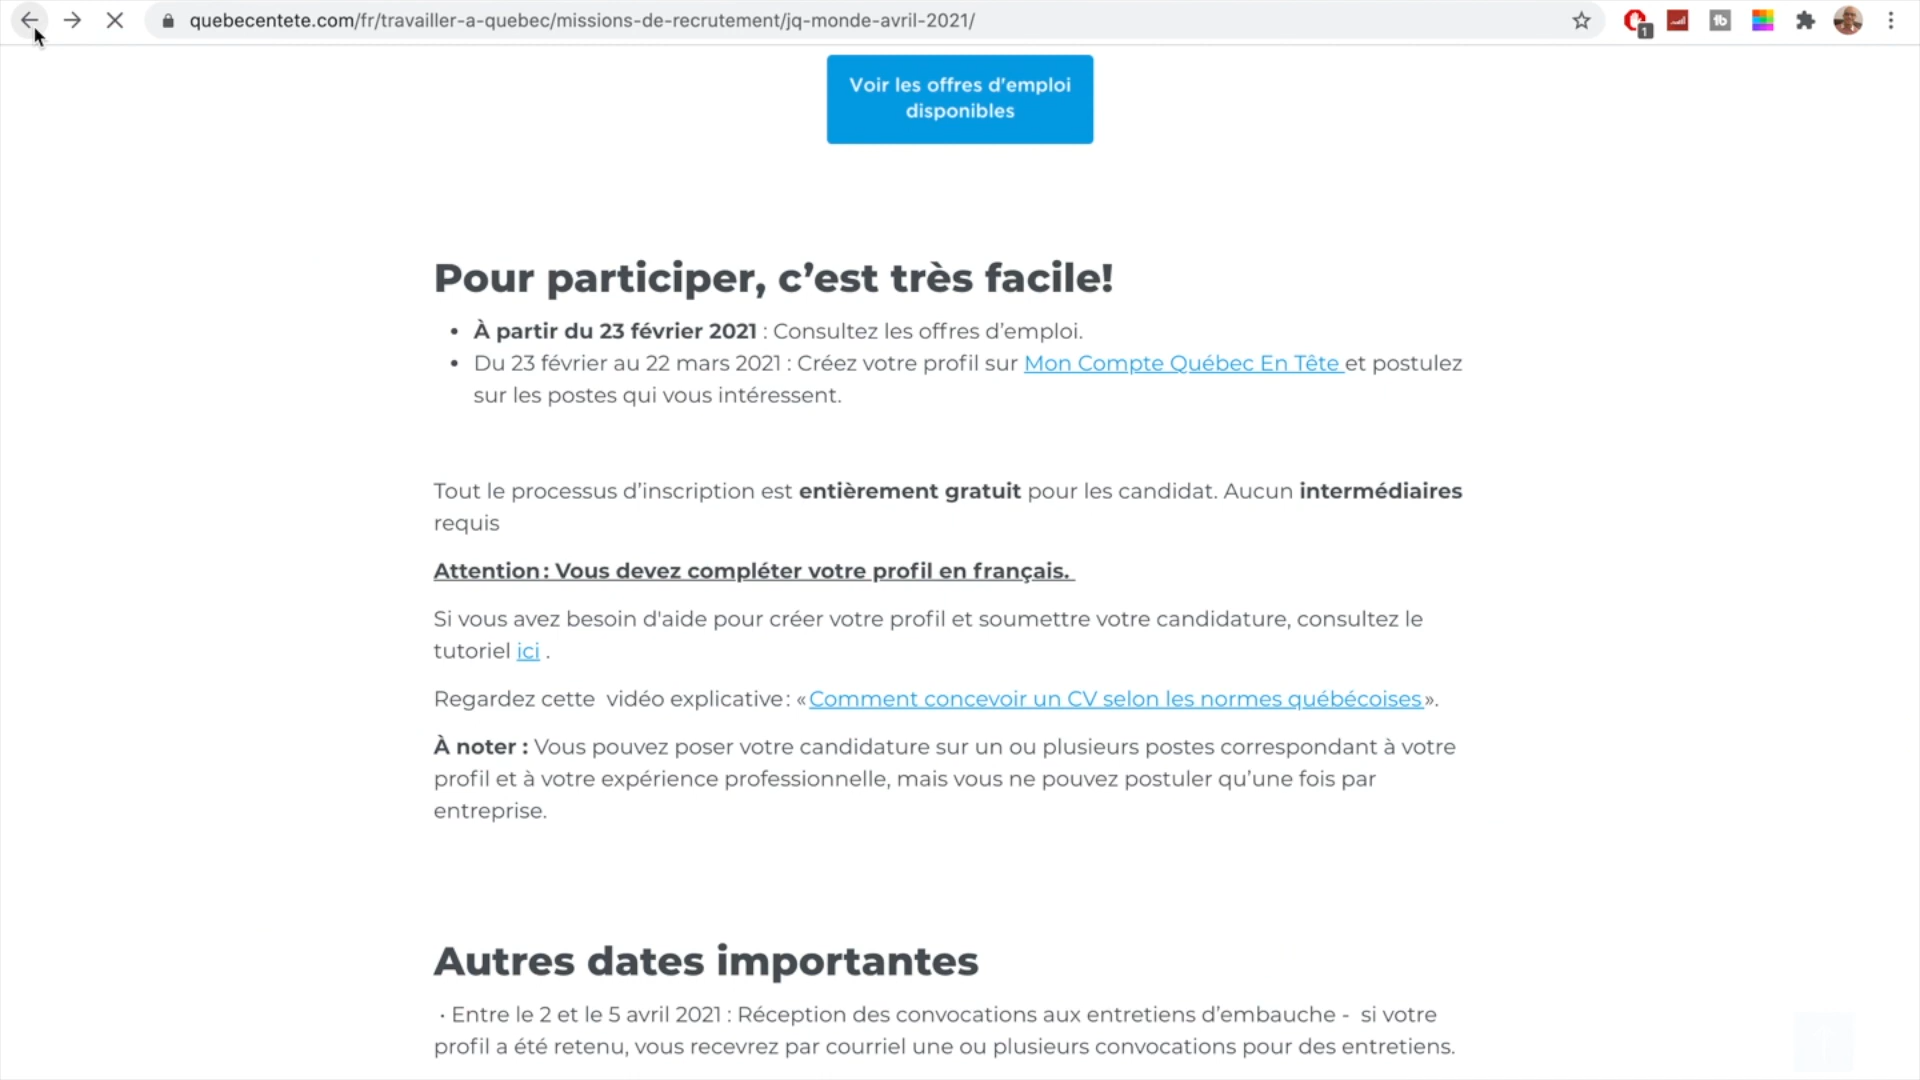 quebecentete.com/fr/travailler-a-quebec/missions-de-recrutement/jq-monde-avril-2021/
1
Voir les offres d'emploi
disponibles
Pour participer, c’est très facile!
• À partir du 23 février 2021 : Consultez les offres d’emploi.
• Du 23 février au 22 mars 2021 : Créez votre profil sur Mon Compte Québec En Tête et postulez
sur les postes qui vous intéressent.
Tout le processus d’inscription est entièrement gratuit pour les candidat. Aucun intermédiaires
requis
Attention : Vous devez compléter votre profil en français.
Si vous avez besoin d'aide pour créer votre profil et soumettre votre candidature, consultez le
tutoriel ici .
Regardez cette  vidéo explicative : « Comment concevoir un CV selon les normes québécoises ».
À noter : Vous pouvez poser votre candidature sur un ou plusieurs postes correspondant à votre
profil et à votre expérience professionnelle, mais vous ne pouvez postuler qu’une fois par
entreprise.
Autres dates importantes
· Entre le 2 et le 5 avril 2021 : Réception des convocations aux entretiens d’embauche -  si votre
profil a été retenu, vous recevrez par courriel une ou plusieurs convocations pour des entretiens.